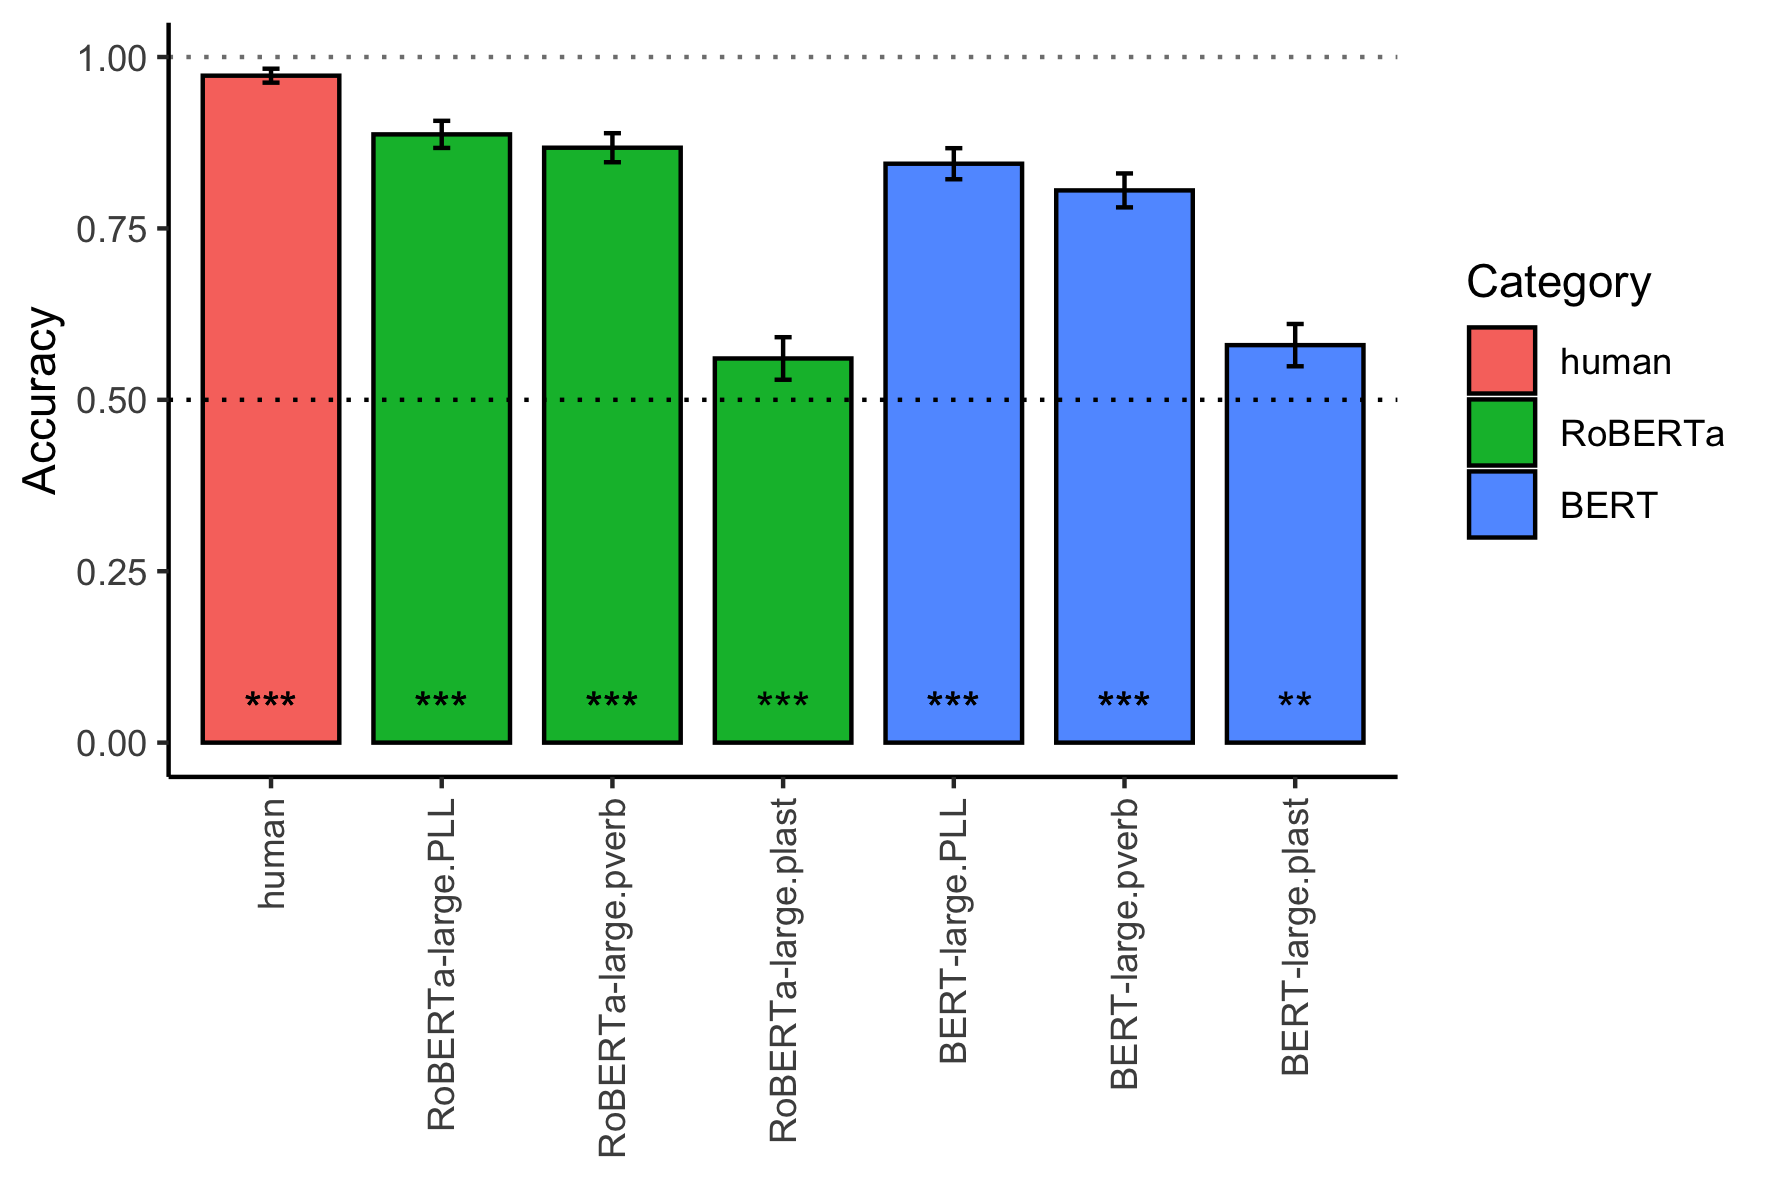 Accuracy
1.00
0.75
0.50
0.25
0.00
***
***
***
***
***
***
**
human
RoBERTa-large.PLL
RoBERTa-large.pverb
RoBERTa-large.plast
BERT-large.PLL
BERT-large.pverb
BERT-large.plast
Category
human
RoBERTa
BERT